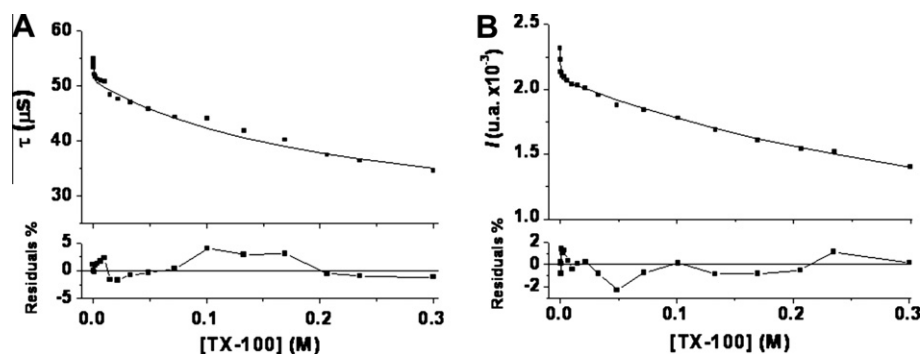 A
τ (μs)
60
50
40
30
Residuals %
5
0
-5
0.0 0.1 0.2 0.3
[TX-100] (M)
B
I (u.a. x10⁻³)
2.5
2.0
1.5
1.0
Residuals %
2
0
-2
0.0 0.1 0.2 0.3
[TX-100] (M)